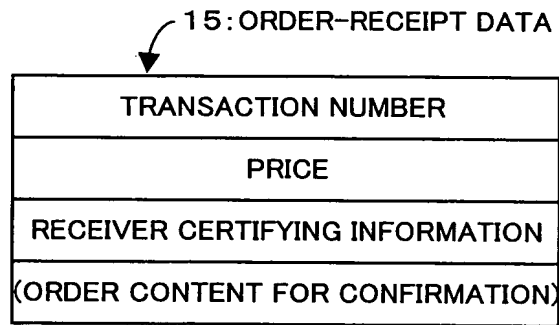 15:ORDER-RECEIPT DATA
TRANSACTION NUMBER
PRICE
RECEIVER CERTIFYING INFORMATION
(ORDER CONTENT FOR CONFIRMATION)